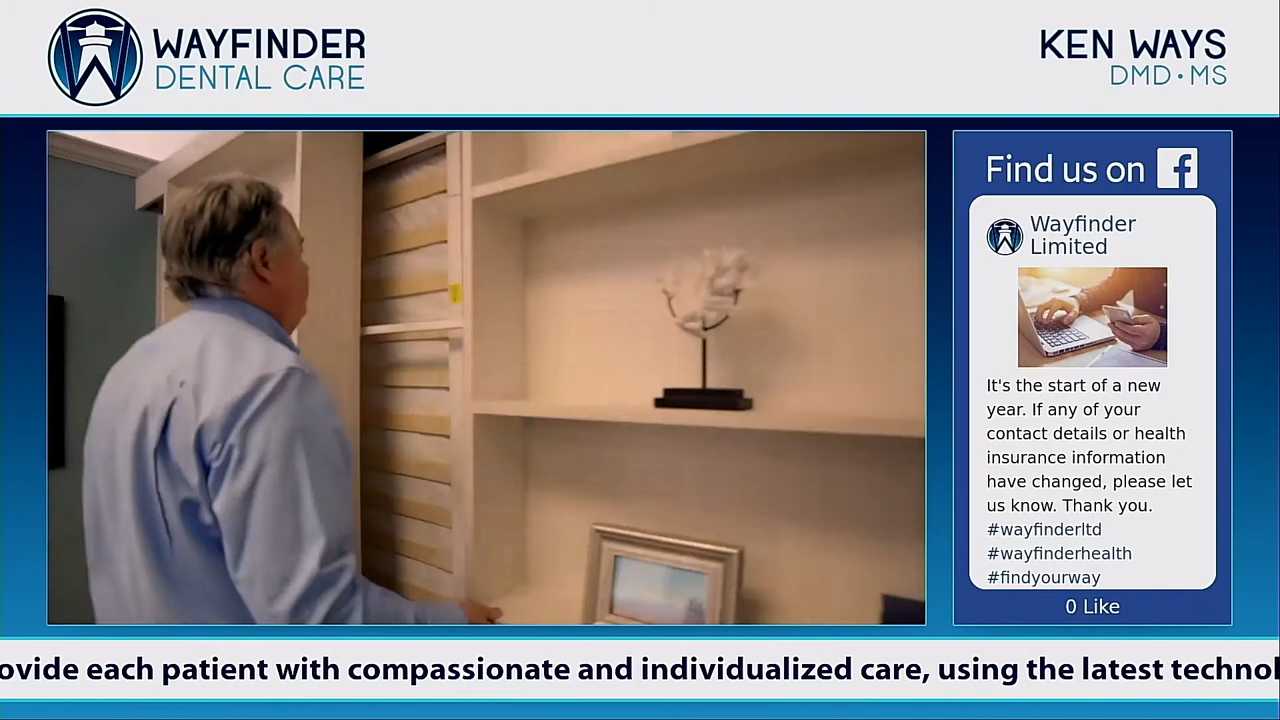 WAYFINDER
DENTAL CARE
KEN WAYS
DMD•MS
Find us on f
Wayfinder
Limited
It's the start of a new
year. If any of your
contact details or health
insurance information
have changed, please let
us know. Thank you.
#wayfinderltd
#wayfinderhealth
#findyourway
0 Like
ovide each patient with compassionate and individualized care, using the latest technol